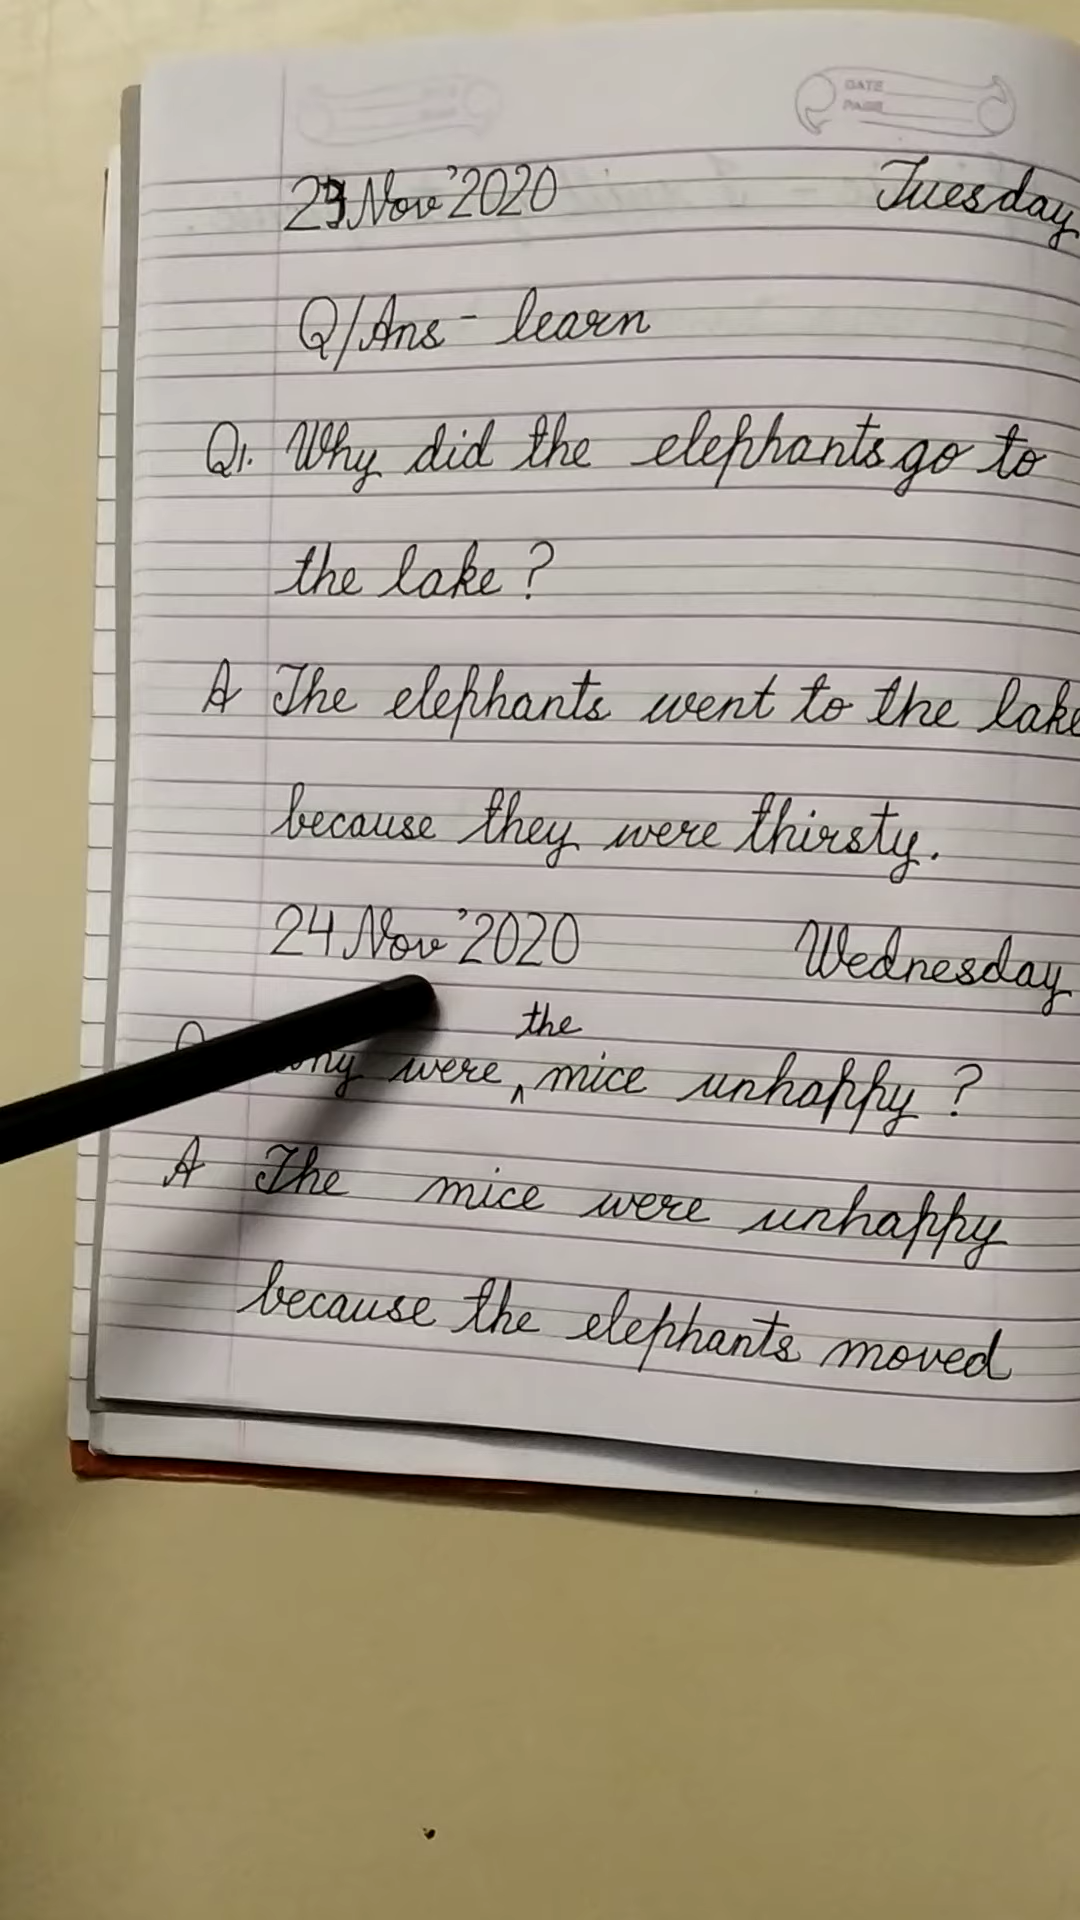 DATE
PAGE
23 Nov'2020 Tuesday
Q/Ans - learn
Q1. Why did the elephants go to
the lake?
A The elephants went to the lake
because they were thirsty.
24 Nov'2020 Wednesday
the
were ^ mice unhappy?
A The mice were unhappy
because the elephants moved